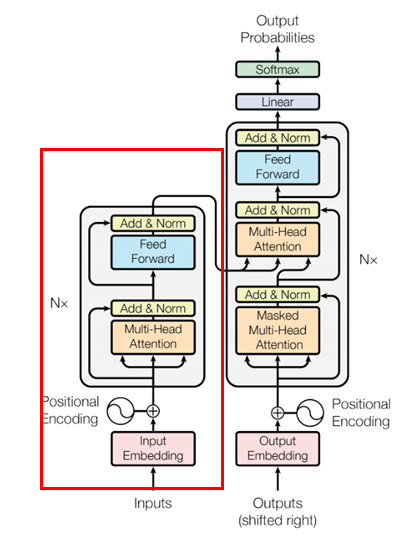 Output
Probabilities
Softmax
Linear
Add & Norm
Feed
Forward
Add & Norm
Multi-Head
Attention
Add & Norm
Masked
Multi-Head
Attention
N×
Positional
Encoding
Output
Embedding
Outputs
(shifted right)
Add & Norm
Feed
Forward
Add & Norm
Multi-Head
Attention
N×
Positional
Encoding
Input
Embedding
Inputs